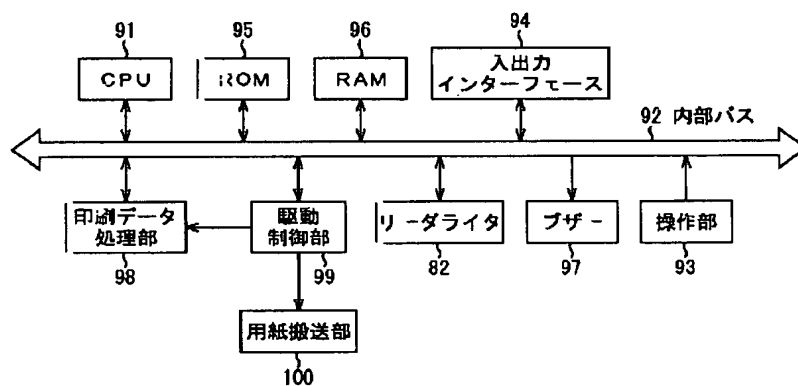 91
95
96
94
CPU
ROM
RAM
入出力
インターフェース
92 内部バス
印刷データ
処理部
駆動
制御部
リーダライタ
ブザー
操作部
98
99
82
97
93
用紙搬送部
100